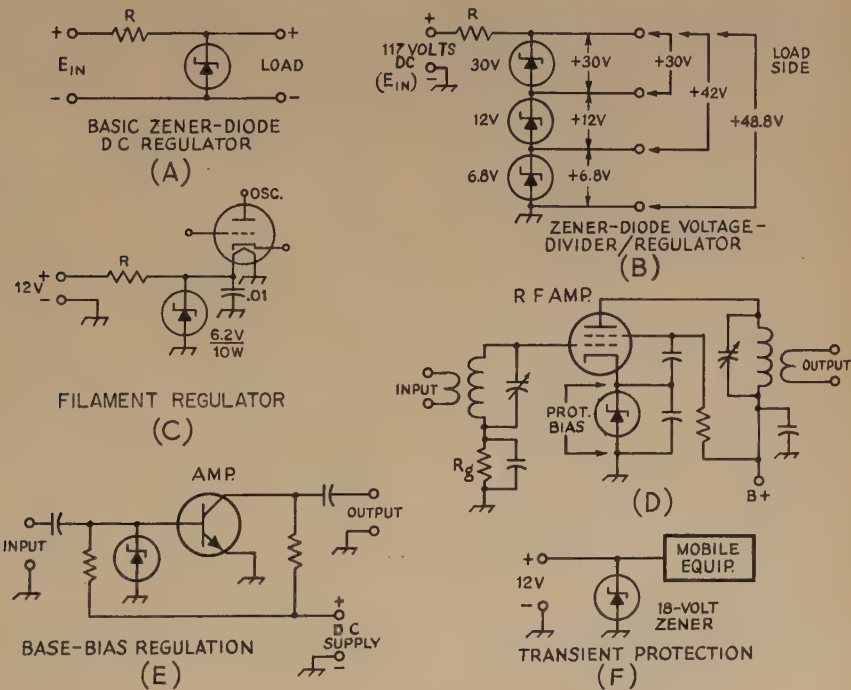 +
R
+
E IN
LOAD
-
-
BASIC ZENER-DIODE
D C REGULATOR
(A)
+
R
117 VOLTS
DC
(E IN)
-
30V
+30V
+30V
LOAD
SIDE
12V
+12V
+42V
6.8V
+6.8V
+48.8V
ZENER-DIODE VOLTAGE-
DIVIDER/REGULATOR
(B)
OSC.
12V
+
-
R
.01
6.2V
10W
FILAMENT REGULATOR
(C)
R F AMP.
INPUT
PROT.
BIAS
Rg
OUTPUT
B+
(D)
AMP.
INPUT
OUTPUT
+
D C
SUPPLY
-
BASE-BIAS REGULATION
(E)
+
12V
-
MOBILE
EQUIP.
18-VOLT
ZENER
TRANSIENT PROTECTION
(F)